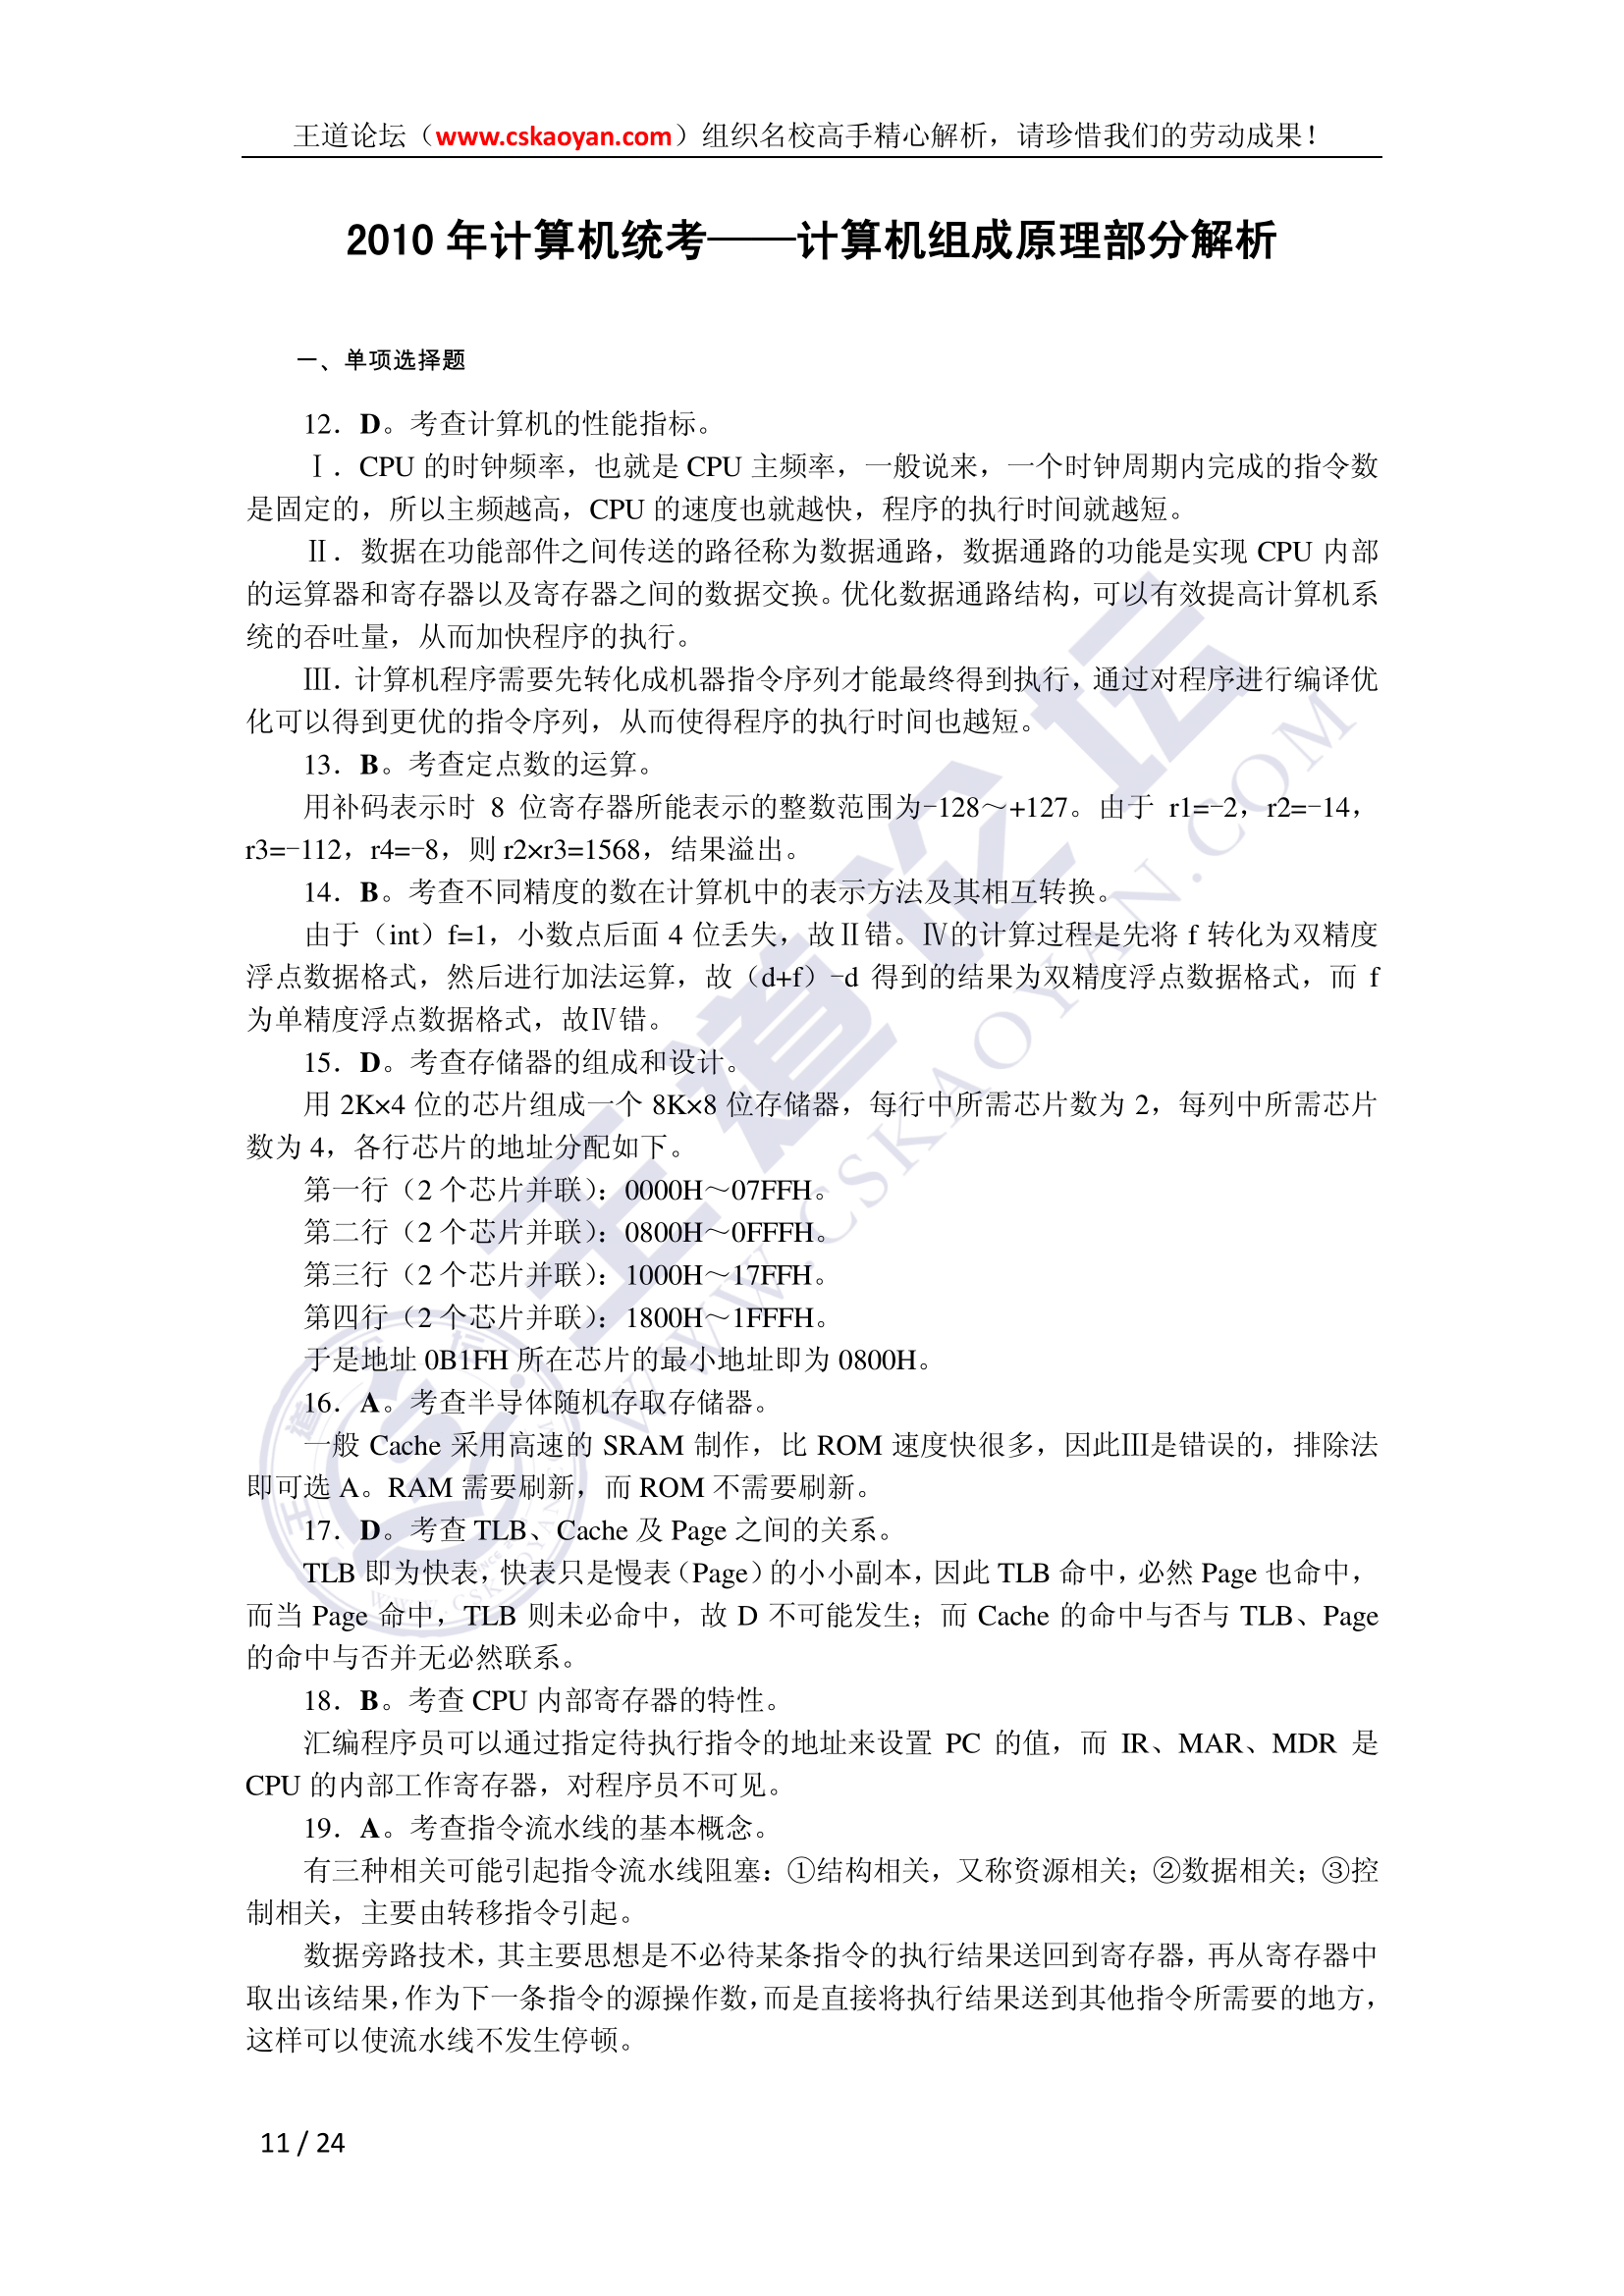 王道论坛（www.cskaoyan.com）组织名校高手精心解析，请珍惜我们的劳动成果！
2010 年计算机统考——计算机组成原理部分解析
一、单项选择题
12．D。考查计算机的性能指标。
Ⅰ．CPU 的时钟频率，也就是 CPU 主频率，一般说来，一个时钟周期内完成的指令数
是固定的，所以主频越高，CPU 的速度也就越快，程序的执行时间就越短。
Ⅱ．数据在功能部件之间传送的路径称为数据通路，数据通路的功能是实现 CPU 内部
的运算器和寄存器以及寄存器之间的数据交换。优化数据通路结构，可以有效提高计算机系
统的吞吐量，从而加快程序的执行。
Ⅲ．计算机程序需要先转化成机器指令序列才能最终得到执行，通过对程序进行编译优
化可以得到更优的指令序列，从而使得程序的执行时间也越短。
13．B。考查定点数的运算。
用补码表示时 8 位寄存器所能表示的整数范围为-128～+127。由于 r1=-2，r2=-14，
r3=-112，r4=-8，则 r2×r3=1568，结果溢出。
14．B。考查不同精度的数在计算机中的表示方法及其相互转换。
由于（int）f=1，小数点后面 4 位丢失，故Ⅱ错。Ⅳ的计算过程是先将 f 转化为双精度
浮点数据格式，然后进行加法运算，故（d+f）-d 得到的结果为双精度浮点数据格式，而 f
为单精度浮点数据格式，故Ⅳ错。
15．D。考查存储器的组成和设计。
用 2K×4 位的芯片组成一个 8K×8 位存储器，每行中所需芯片数为 2，每列中所需芯片
数为 4，各行芯片的地址分配如下。
第一行（2 个芯片并联）：0000H～07FFH。
第二行（2 个芯片并联）：0800H～0FFFH。
第三行（2 个芯片并联）：1000H～17FFH。
第四行（2 个芯片并联）：1800H～1FFFH。
于是地址 0B1FH 所在芯片的最小地址即为 0800H。
16．A。考查半导体随机存取存储器。
一般 Cache 采用高速的 SRAM 制作，比 ROM 速度快很多，因此Ⅲ是错误的，排除法
即可选 A。RAM 需要刷新，而 ROM 不需要刷新。
17．D。考查 TLB、Cache 及 Page 之间的关系。
TLB 即为快表，快表只是慢表（Page）的小小副本，因此 TLB 命中，必然 Page 也命中，
而当 Page 命中，TLB 则未必命中，故 D 不可能发生；而 Cache 的命中与否与 TLB、Page
的命中与否并无必然联系。
18．B。考查 CPU 内部寄存器的特性。
汇编程序员可以通过指定待执行指令的地址来设置 PC 的值，而 IR、MAR、MDR 是
CPU 的内部工作寄存器，对程序员不可见。
19．A。考查指令流水线的基本概念。
有三种相关可能引起指令流水线阻塞：①结构相关，又称资源相关；②数据相关；③控
制相关，主要由转移指令引起。
数据旁路技术，其主要思想是不必待某条指令的执行结果送回到寄存器，再从寄存器中
取出该结果，作为下一条指令的源操作数，而是直接将执行结果送到其他指令所需要的地方，
这样可以使流水线不发生停顿。
11 / 24
王道论坛
WWW.CSKAOYAN.COM